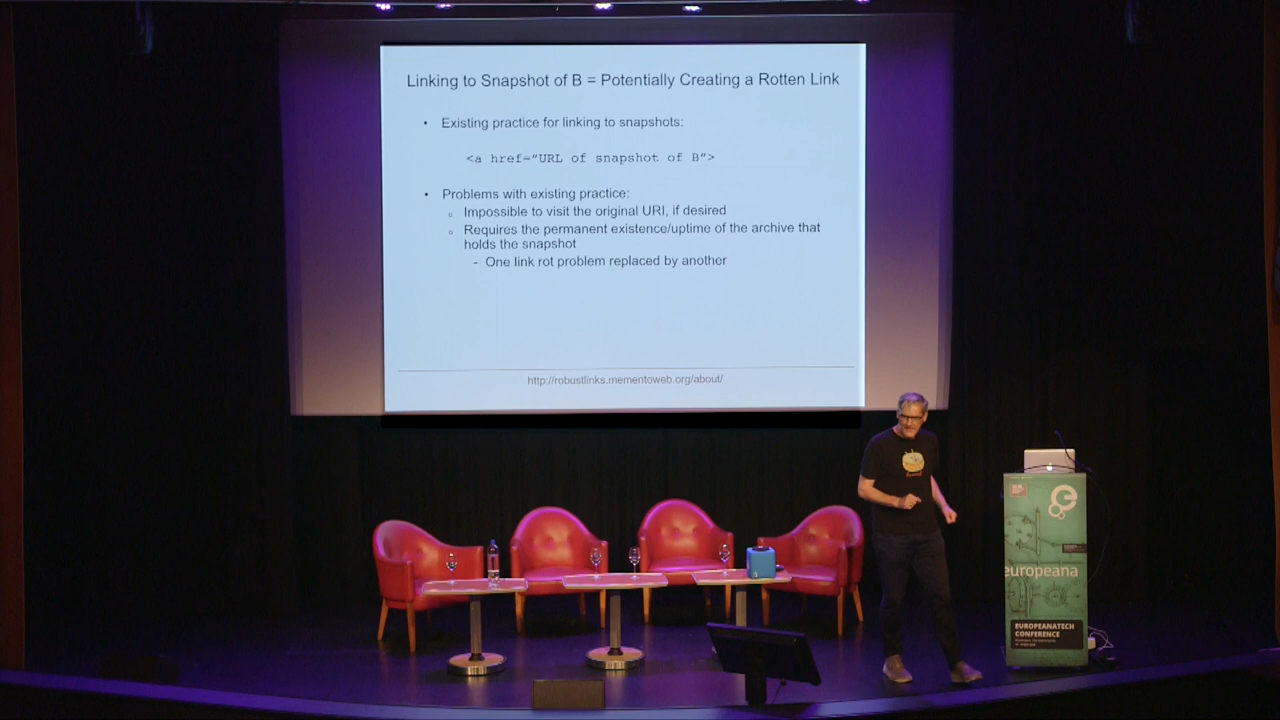 Linking to Snapshot of B = Potentially Creating a Rotten Link
• Existing practice for linking to snapshots:
<a href="URL of snapshot of B">
• Problems with existing practice:
◦ Impossible to visit the original URI, if desired
◦ Requires the permanent existence/uptime of the archive that
holds the snapshot
- One link rot problem replaced by another
http://robustlinks.mementoweb.org/about/
europeana
EUROPEANATECH
CONFERENCE